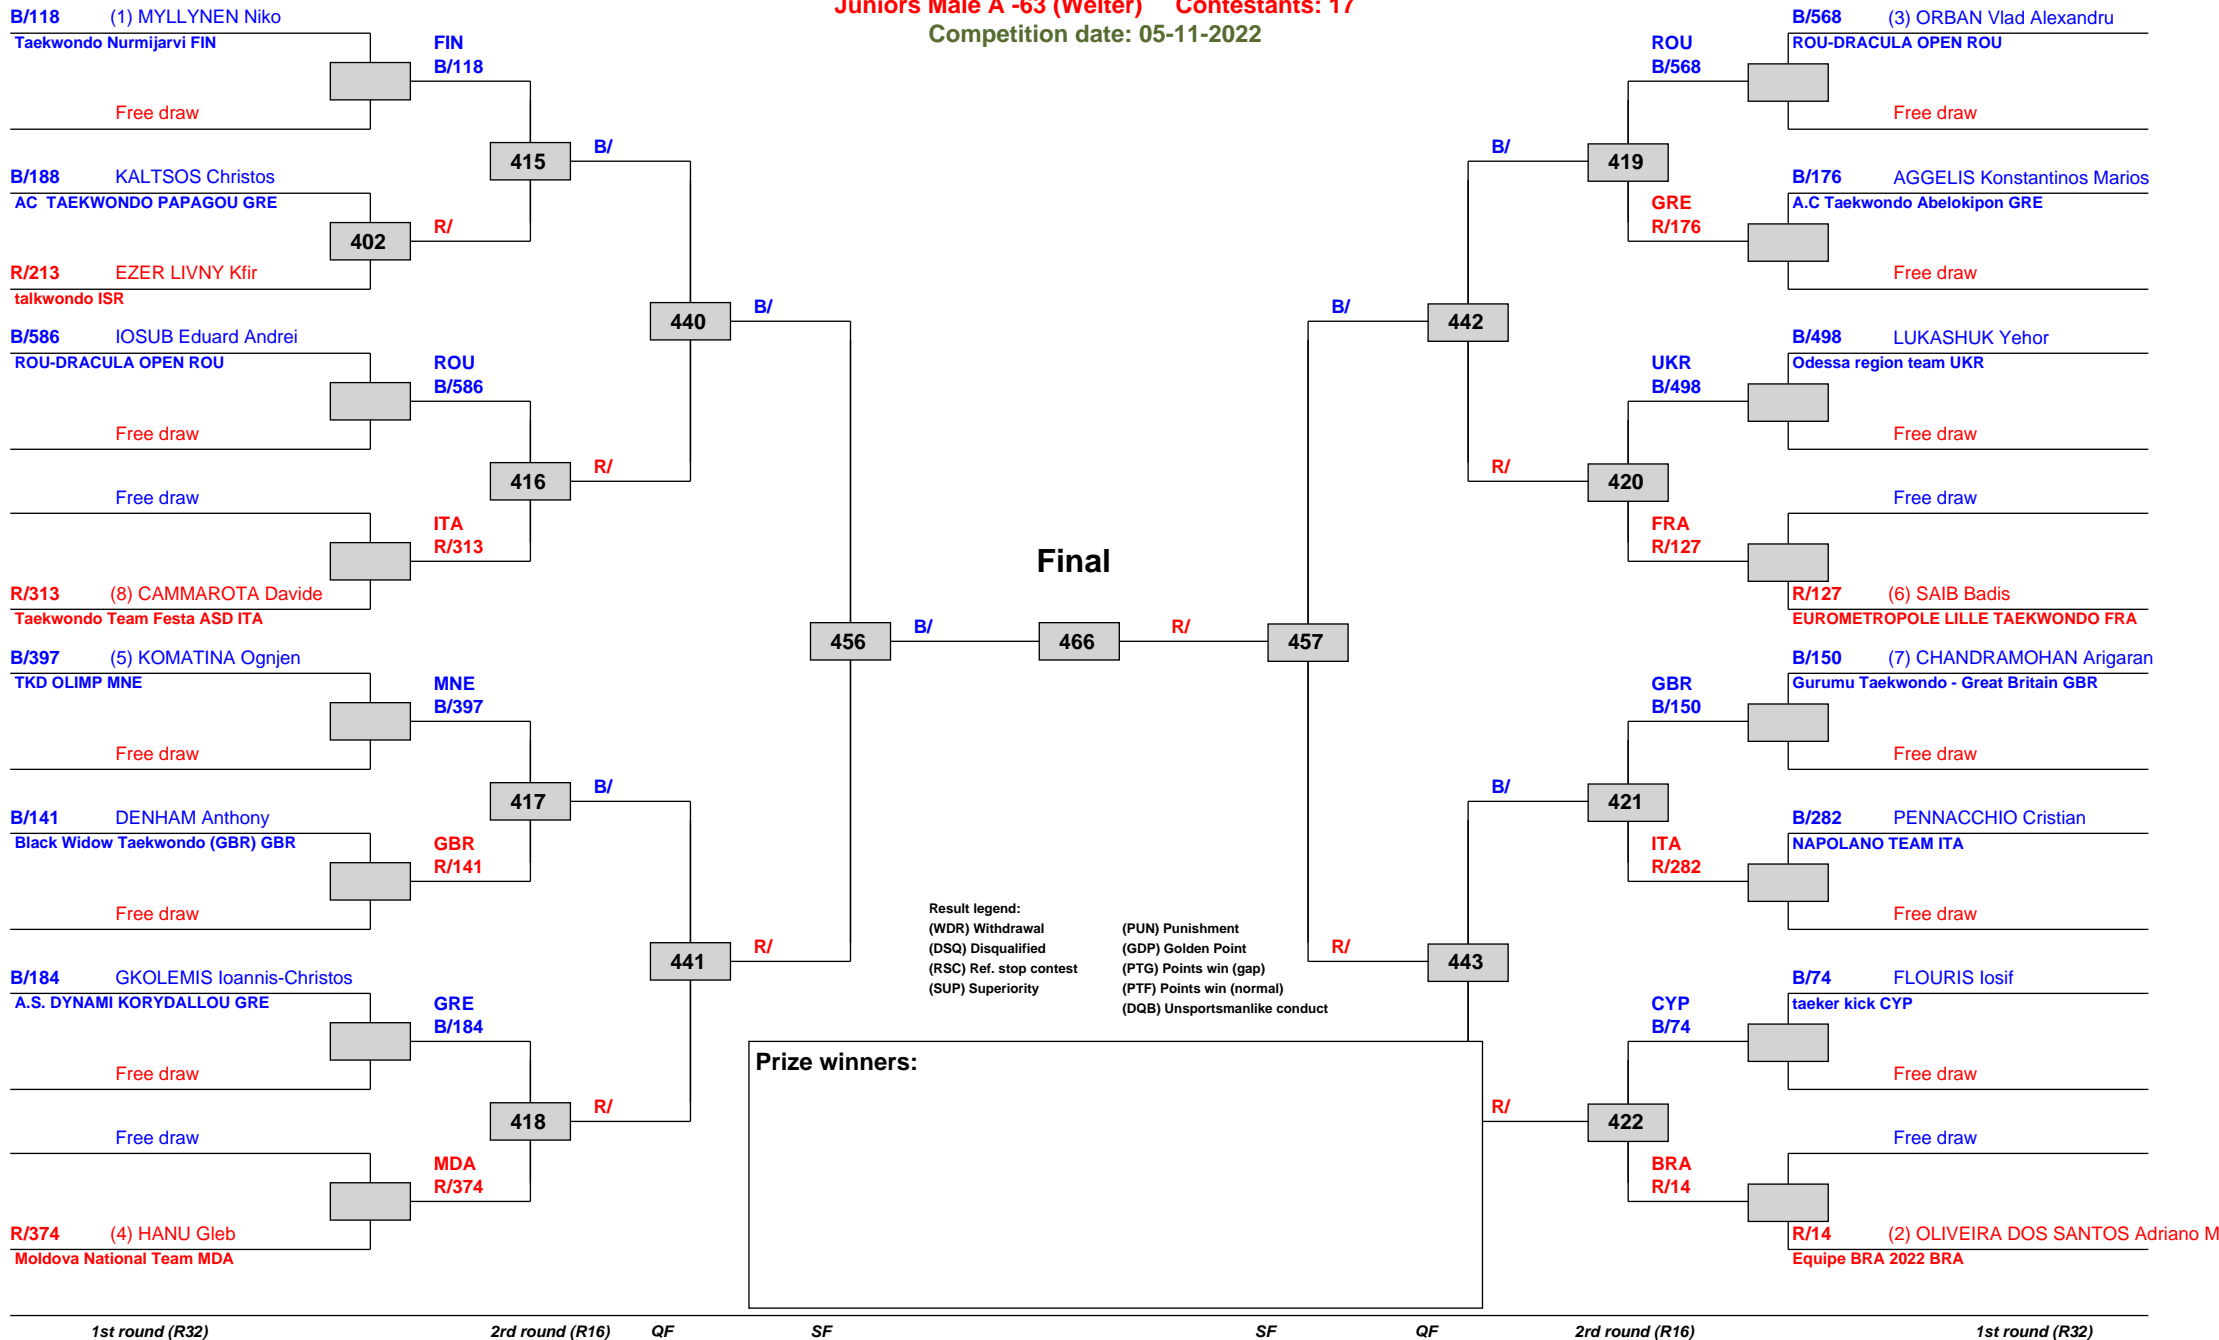 Juniors Male A -63 (Welter) Contestants: 17
Competition date: 05-11-2022
B/118 (1) MYLLYNEN Niko
Taekwondo Nurmijarvi FIN
Free draw
FIN
B/118
B/188 KALTSOS Christos
AC TAEKWONDO PAPAGOU GRE
402
R/
R/213 EZER LIVNY Kfir
talkwondo ISR
415
B/
B/586 IOSUB Eduard Andrei
ROU-DRACULA OPEN ROU
Free draw
ROU
B/586
Free draw
ITA
R/313
R/313 (8) CAMMAROTA Davide
Taekwondo Team Festa ASD ITA
416
R/
440
B/
B/397 (5) KOMATINA Ognjen
TKD OLIMP MNE
Free draw
MNE
B/397
B/141 DENHAM Anthony
Black Widow Taekwondo (GBR) GBR
Free draw
GBR
R/141
417
B/
B/184 GKOLEMIS Ioannis-Christos
A.S. DYNAMI KORYDALLOU GRE
Free draw
GRE
B/184
Free draw
MDA
R/374
R/374 (4) HANU Gleb
Moldova National Team MDA
418
R/
441
R/
456
B/
Final
466
R/
457
B/
442
B/
419
ROU
B/568
B/568 (3) ORBAN Vlad Alexandru
ROU-DRACULA OPEN ROU
Free draw
GRE
R/176
B/176 AGGELIS Konstantinos Marios
A.C Taekwondo Abelokipon GRE
Free draw
R/
420
UKR
B/498
B/498 LUKASHUK Yehor
Odessa region team UKR
Free draw
Free draw
FRA
R/127
R/127 (6) SAIB Badis
EUROMETROPOLE LILLE TAEKWONDO FRA
R/
443
B/
421
GBR
B/150
B/150 (7) CHANDRAMOHAN Arigaran
Gurumu Taekwondo - Great Britain GBR
Free draw
ITA
R/282
B/282 PENNACCHIO Cristian
NAPOLANO TEAM ITA
Free draw
R/
422
CYP
B/74
B/74 FLOURIS Iosif
taeker kick CYP
Free draw
Free draw
BRA
R/14
R/14 (2) OLIVEIRA DOS SANTOS Adriano M
Equipe BRA 2022 BRA
Result legend:
(WDR) Withdrawal
(DSQ) Disqualified
(RSC) Ref. stop contest
(SUP) Superiority
(PUN) Punishment
(GDP) Golden Point
(PTG) Points win (gap)
(PTF) Points win (normal)
(DQB) Unsportsmanlike conduct
Prize winners:
1st round (R32) 2rd round (R16) QF SF SF QF 2rd round (R16) 1st round (R32)